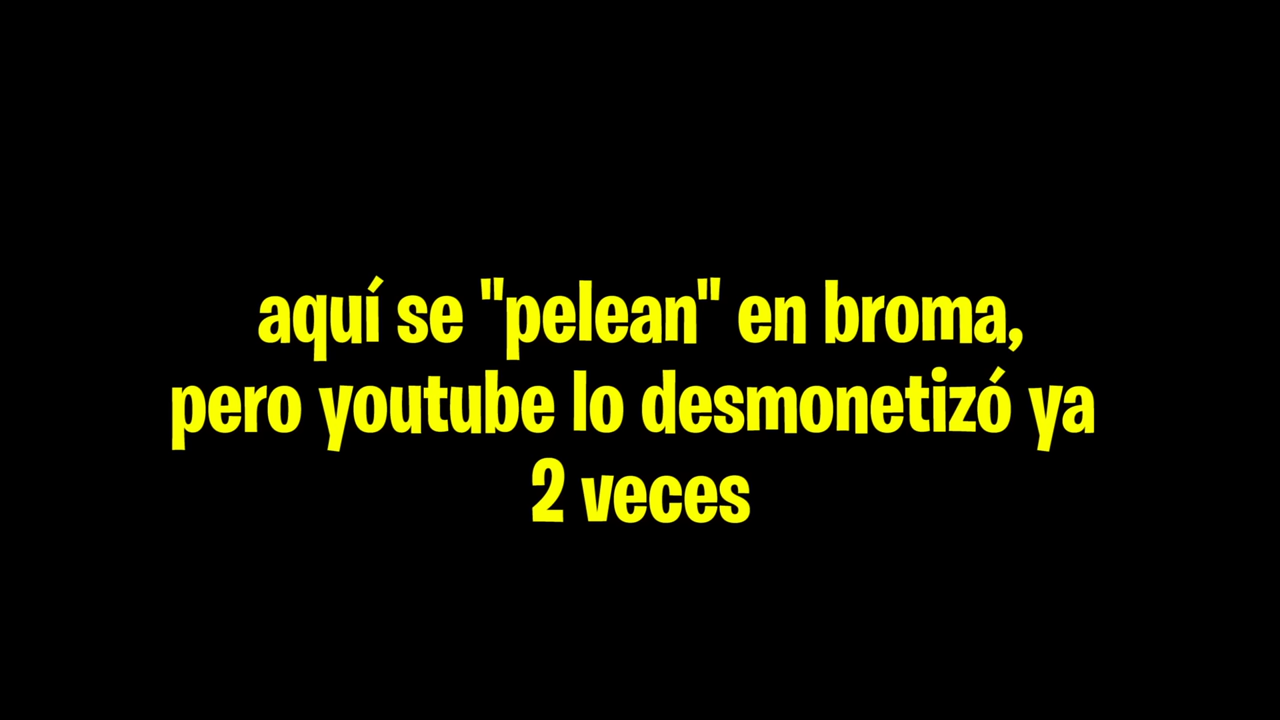 aquí se "pelean" en broma,
pero youtube lo desmonetizó ya
2 veces